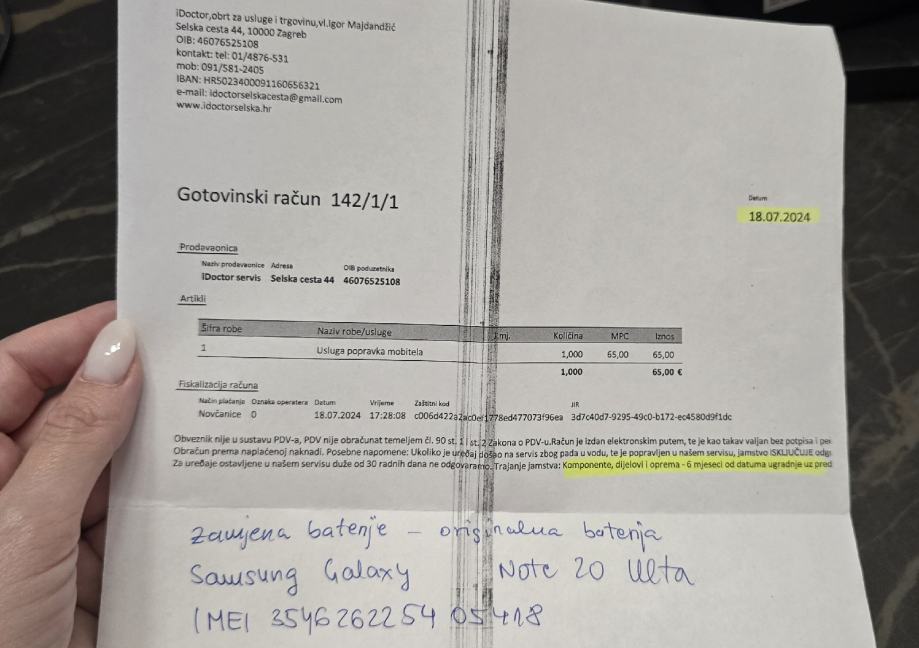 iDoctor,obrt za usluge i trgovinu,vl.Igor Majdandžić
Selska cesta 44, 10000 Zagreb
OIB: 46076525108
kontakt: tel: 01/4876-531
mob: 091/581-2405
IBAN: HR5023400091160656321
e-mail: idoctorselskacesta@gmail.com
www.idoctorselska.hr
Gotovinski račun 142/1/1
Datum
18.07.2024
Prodavaonica
Naziv prodavaonice Adresa OIB poduzetnika
iDoctor servis Selska cesta 44 46076525108
Artikli
Šifra robe Naziv robe/usluge Jmj. Količina MPC Iznos
1 Usluga popravka mobitela 1,000 65,00 65,00
1,000 65,00 €
Fiskalizacija računa
Način plaćanja Oznaka operatera Datum Vrijeme Zaštitni kod JIR
Novčanice 0 18.07.2024 17:28:08 3d7c40d7-9295-49c0-b172-ec4580d9f1dc
Obveznik nije u sustavu PDV-a, PDV nije obračunat temeljem čl. 90 st. 1 i st. 2 Zakona o PDV-u.Račun je izdan elektronskim putem, te je kao takav valjan bez potpisa i
Obračun prema naplaćenoj naknadi. Posebne napomene: Ukoliko je uređaj došao na servis zbog pada u vodu, te je popravljen u našem servisu, jamstvo ISKLJUČUJE
Za uređaje ostavljene u našem servisu duže od 30 radnih dana ne odgovaramo. Trajanje jamstva: Komponente, dijelovi i oprema - 6 mjeseci od datuma ugradnje uz pred
zamjena baterije - originalna baterija
Samsung Galaxy Note 20 Ulta
IMEI 354626225405418